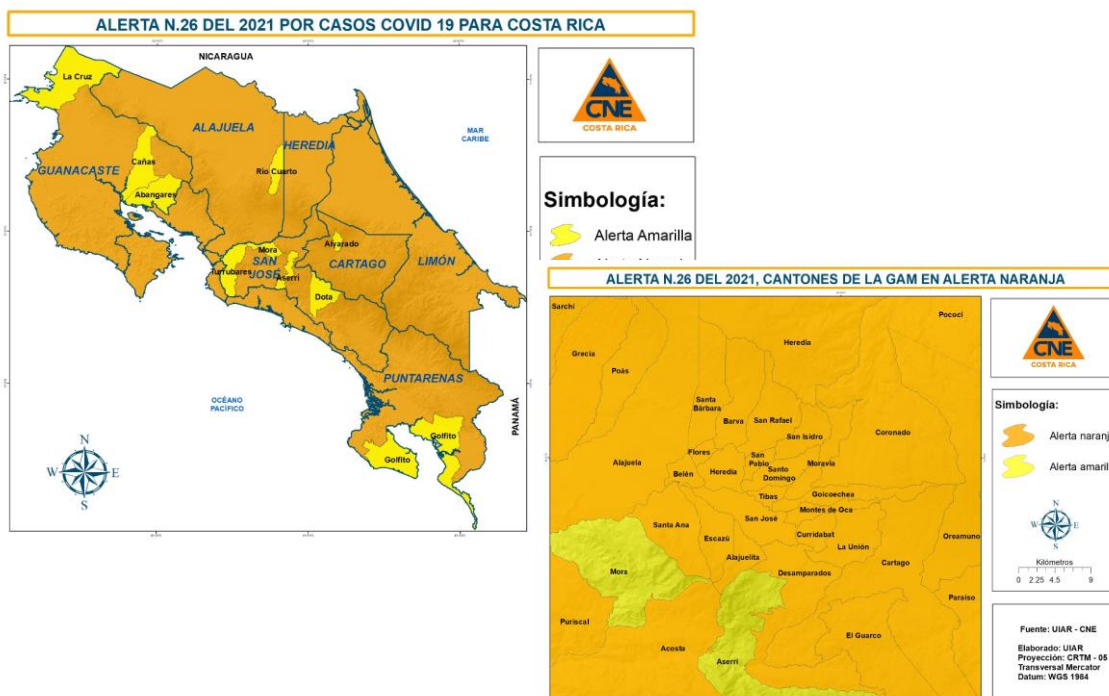 ALERTA N.26 DEL 2021 POR CASOS COVID 19 PARA COSTA RICA
NICARAGUA
La Cruz
MAR
CARIBE
ALAJUELA
HEREDIA
GUANACASTE
Cañas
Río Cuarto
Abangares
Mora
Alvarado
SAN
JOSÉ
CARTAGO
LIMÓN
Turrubares
Aserrí
Dota
PUNTARENAS
OCÉANO
PACÍFICO
PANAMÁ
Golfito
Golfito
N
W
E
S
CNE
COSTA RICA
Simbología:
Alerta Amarilla
ALERTA N.26 DEL 2021, CANTONES DE LA GAM EN ALERTA NARANJA
Sarchí
Pococí
Heredia
Grecia
Poás
Santa
Bárbara
Barva
San Rafael
San Isidro
Coronado
Flores
San
Pablo
Moravia
Alajuela
Belén
Heredia
Santo
Domingo
Tibas
Goicoechea
Montes de Oca
San José
Santa Ana
Escazú
Curridabat
La Unión
Oreamuno
Alajuelita
Cartago
Mora
Desamparados
Paraiso
Puriscal
El Guarco
Acosta
Aserrí
CNE
COSTA RICA
Simbología:
Alerta naranj
Alerta amarill
N
W
E
S
Kilómetros
0 2.25 4.5 9
Fuente: UIAR - CNE
Elaborado: UIAR
Proyección: CRTM - 05
Transversal Mercator
Datum: WGS 1984